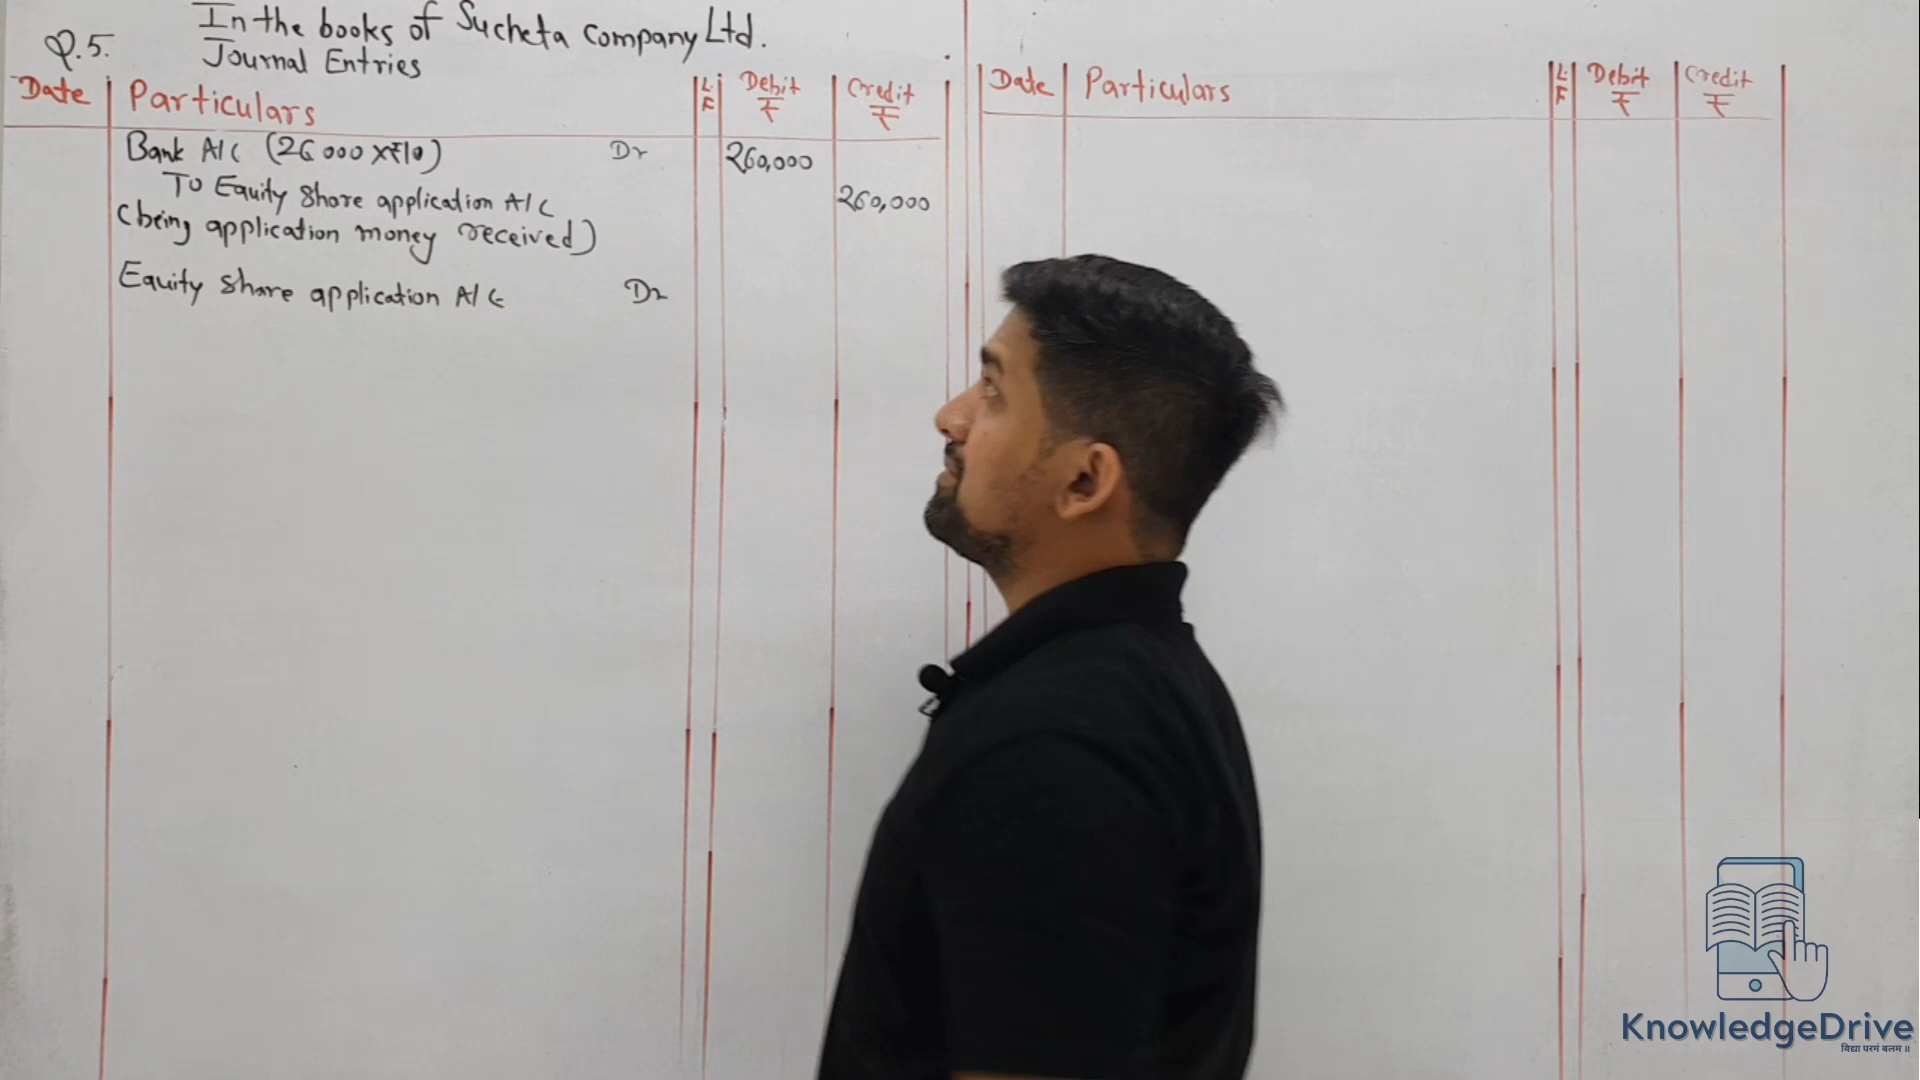 Q.5.
In the books of Sucheta company Ltd.
Journal Entries
Date Particulars L.F Debit ₹ Credit ₹
Bank A/C (26000 X ₹10) Dr 260,000
To Equity share application A/C 260,000
(being application money received)
Equity share application A/C Dr
Date Particulars L.F Debit ₹ Credit ₹
KnowledgeDrive
विद्या परमं बलम ॥